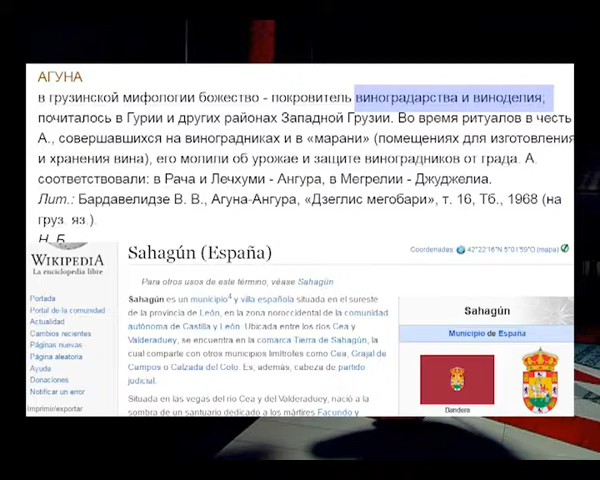 АГУНА
в грузинской мифологии божество - покровитель виноградарства и виноделия;
почиталось в Гурии и других районах Западной Грузии. Во время ритуалов в честь
А., совершавшихся на виноградниках и в «марани» (помещениях для изготовления
и хранения вина), его молили об урожае и защите виноградников от града. А.
соответствовали: в Рача и Лечхуми - Ангура, в Мегрелии - Джуджелиа.
Лит.: Бардавелидзе В. В., Агуна-Ангура, «Дзеглис мегобари», т. 16, Тб., 1968 (на
груз. яз.).
Н. Б.
WIKIPEDIA
La enciclopedia libre
Portada
Portal de la comunidad
Actualidad
Cambios recientes
Páginas nuevas
Página aleatoria
Ayuda
Donaciones
Notificar un error
Imprimir/exportar
Sahagún (España)
Coordenadas: 42°22′16″N 5°01′59″O (mapa)
Para otros usos de este término, véase Sahagún
Sahagún es un municipio4 y villa española situada en el sureste
de la provincia de León, en la zona noroccidental de la comunidad
autónoma de Castilla y León. Ubicada entre los ríos Cea y
Valderaduey, se encuentra en la comarca Tierra de Sahagún, la
cual comparte con otros municipios limítrofes como Cea, Grajal de
Campos o Calzada del Coto. Es, además, cabeza de partido
judicial.
Situada en las vegas del río Cea y del Valderaduey, nació a la
sombra de un santuario dedicado a los mártires Facundo y
Sahagún
Municipio de España
Bandera